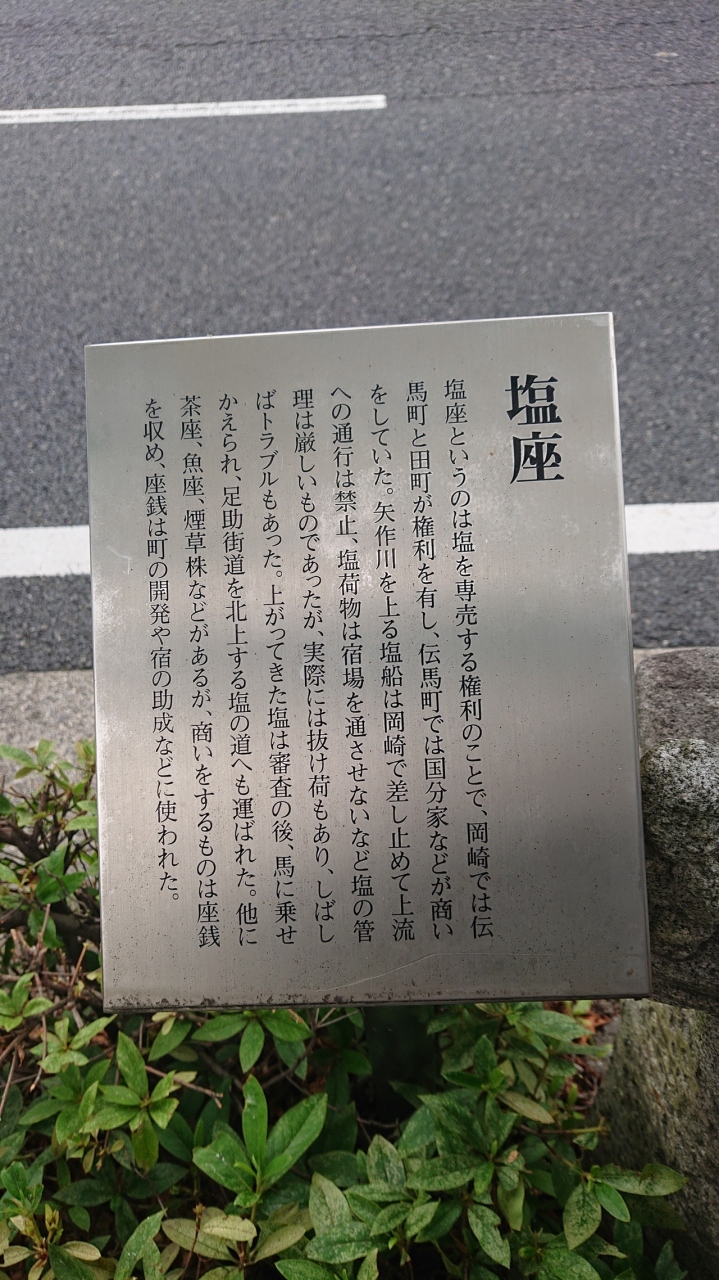 塩座
塩座というのは塩を専売する権利のことで、岡崎では伝
馬町と田町が権利を有し、伝馬町では国分家などが商い
をしていた。矢作川を上る塩船は岡崎で差し止めて上流
への通行は禁止、塩荷物は宿場を通させないなど塩の管
理は厳しいものであったが、実際には抜け荷もあり、しばし
ばトラブルもあった。上がってきた塩は審査の後、馬に乗せ
かえられ、足助街道を北上する塩の道へも運ばれた。他に
茶座、魚座、煙草株などがあるが、商いをするものは座銭
を収め、座銭は町の開発や宿の助成などに使われた。